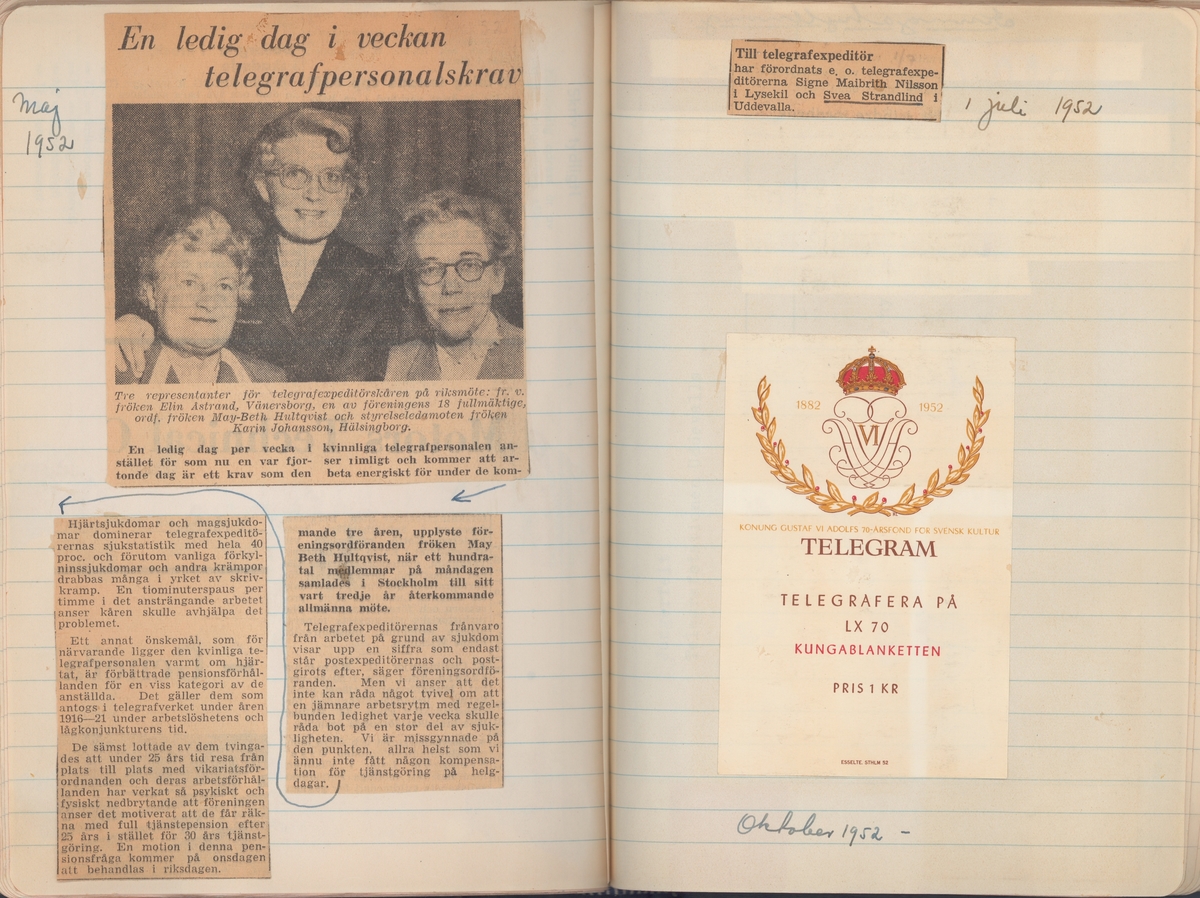 Maj
1952
En ledig dag i veckan
telegrafpersonalskrav
Tre representanter för telegrafexpeditörskåren på riksmöte: fr. v.
fröken Elin Åstrand, Vänersborg, en av föreningens 18 fullmäktige,
ordf. fröken May-Beth Hultqvist och styrelseledamoten fröken
Karin Johansson, Hälsingborg.
En ledig dag per vecka i
stället för som nu en var fjor-
tonde dag är ett krav som den
kvinnliga telegrafpersonalen an-
ser rimligt och kommer att ar-
beta energiskt för under de kom-
mande tre åren, upplyste för-
eningsordföranden fröken May
Beth Hultqvist, när ett hundra-
tal medlemmar på måndagen
samlades i Stockholm till sitt
vart tredje år återkommande
allmänna möte.
Telegrafexpeditörernas frånvaro
från arbetet på grund av sjukdom
visar upp en siffra som endast
står postexpeditörernas och post-
girots efter, säger föreningsordfö-
randen. Men vi anser att det
inte kan råda något tvivel om att
en jämnare arbetsrytm med regel-
bunden ledighet varje vecka skulle
råda bot på en stor del av sjuk-
ligheten. Vi är missgynnade på
den punkten, allra helst som vi
ännu inte fått någon kompensa-
tion för tjänstgöring på helg-
dagar.
Hjärtsjukdomar och magsjukdo-
mar dominerar telegrafexpeditö-
rernas sjukstatistik med hela 40
proc. och förutom vanliga förkyl-
ninssjukdomar och andra krämpor
drabbas många i yrket av skriv-
kramp. En tiominuterspaus per
timme i det ansträngande arbetet
anser kåren skulle avhjälpa det
problemet.
Ett annat önskemål, som för
närvarande ligger den kvinliga te-
legrafpersonalen varmt om hjär-
tat, är förbättrade pensionsförhål-
landen för en viss kategori av de
anställda. Det gäller dem som
antogs i telegrafverket under åren
1916—21 under arbetslöshetens och
lågkonjunkturens tid.
De sämst lottade av dem tvinga-
des att under 25 års tid resa från
plats till plats med vikariatsför-
ordnanden och deras arbetsförhål-
landen har verkat så psykiskt och
fysiskt nedbrytande att föreningen
anser det motiverat att de får räk-
na med full tjänstepension efter
25 års i stället för 30 års tjänst-
göring. En motion i denna pen-
sionsfråga kommer på onsdagen
att behandlas i riksdagen.
Till telegrafexpeditör
har förordnats e. o. telegrafexpe-
ditörerna Signe Maibrith Nilsson
i Lysekil och Svea Strandlind i
Uddevalla.
1 juli 1952
1882 1952
VI
KONUNG GUSTAF VI ADOLFS 70-ÅRSFOND FÖR SVENSK KULTUR
TELEGRAM
TELEGRAFERA PÅ
LX 70
KUNGABLANKETTEN
PRIS 1 KR
ESSELTE, STHLM 52
Oktober 1952 –